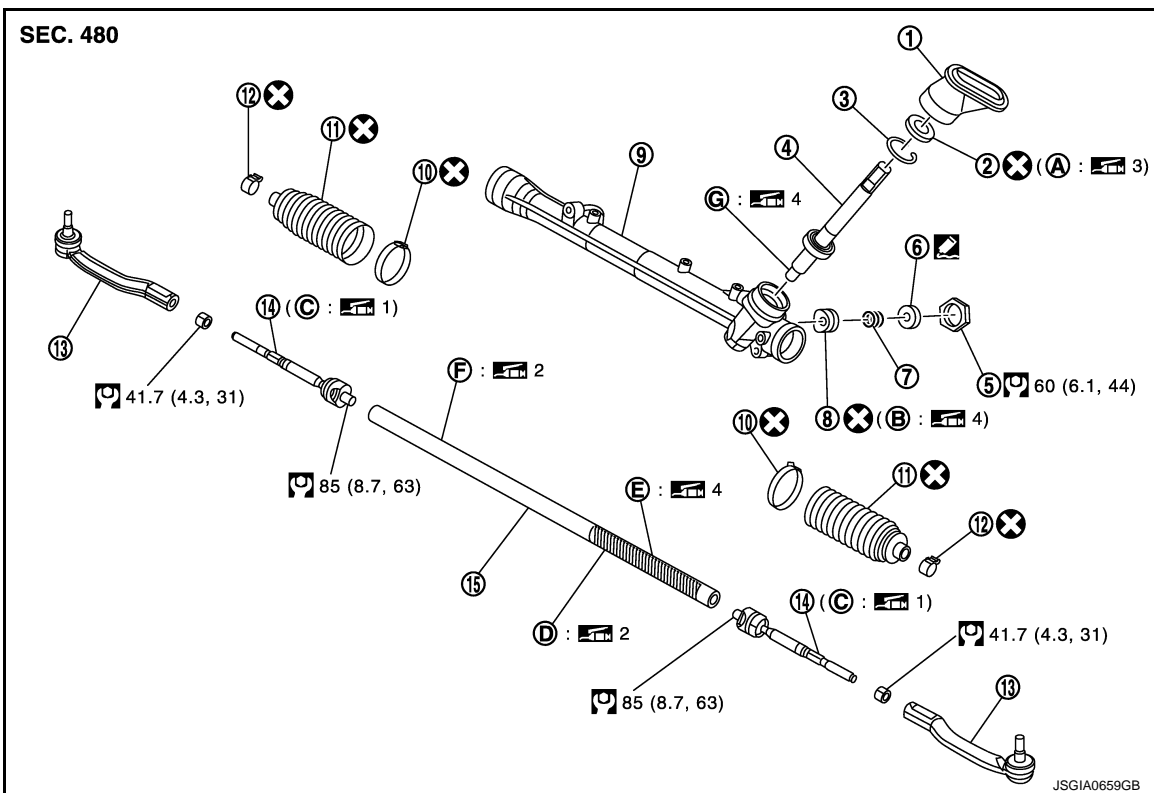 SEC. 480
1
12
3
11
2 (A : 3)
10
9
4
G : 4
6
14 (C : 1)
13
7
F : 2
5 60 (6.1, 44)
41.7 (4.3, 31)
8 (B : 4)
10
85 (8.7, 63)
11
E : 4
12
15
14 (C : 1)
D : 2
41.7 (4.3, 31)
13
85 (8.7, 63)
JSGIA0659GB